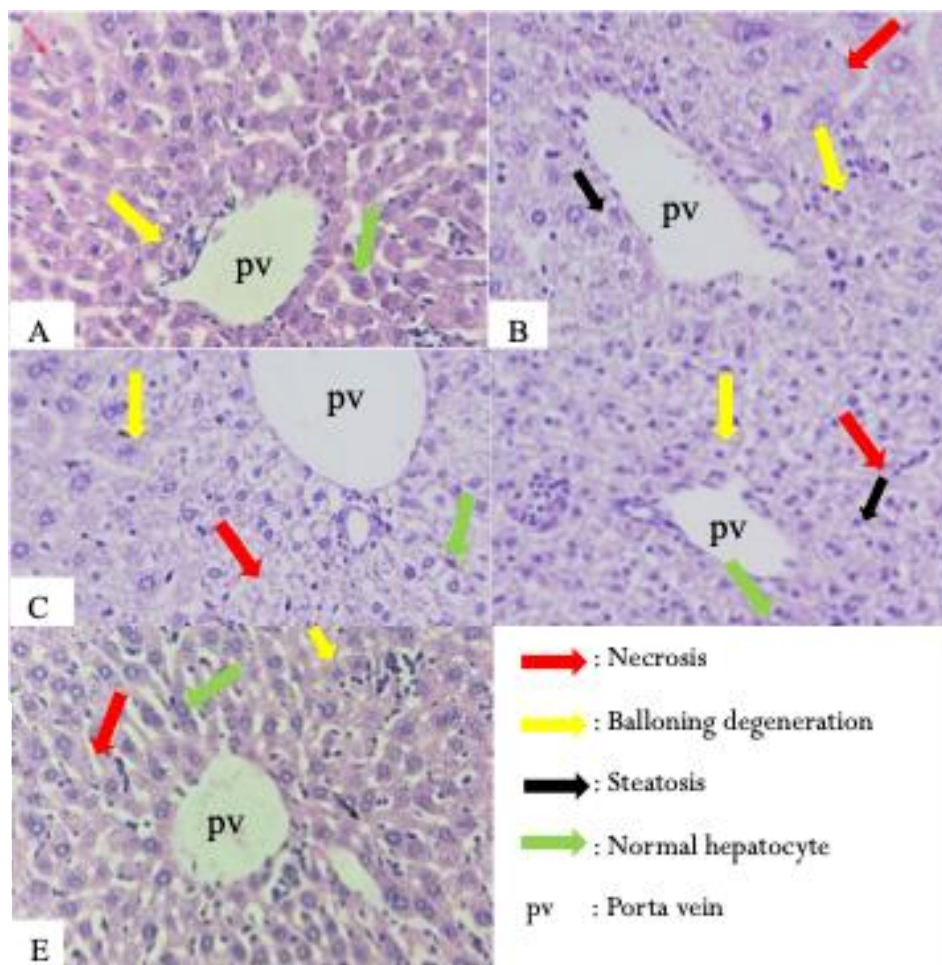 pv
A
pv
B
pv
C
pv
pv
E
: Necrosis
: Balloning degeneration
: Steatosis
: Normal hepatocyte
pv : Porta vein